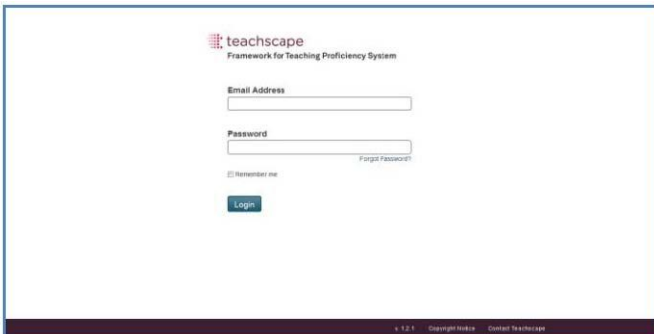 teachscape
Framework for Teaching Proficiency System
Email Address
Password
Forgot Password?
Remember me
Login
v. 1.2.1 Copyright Notice Contact Teachscape